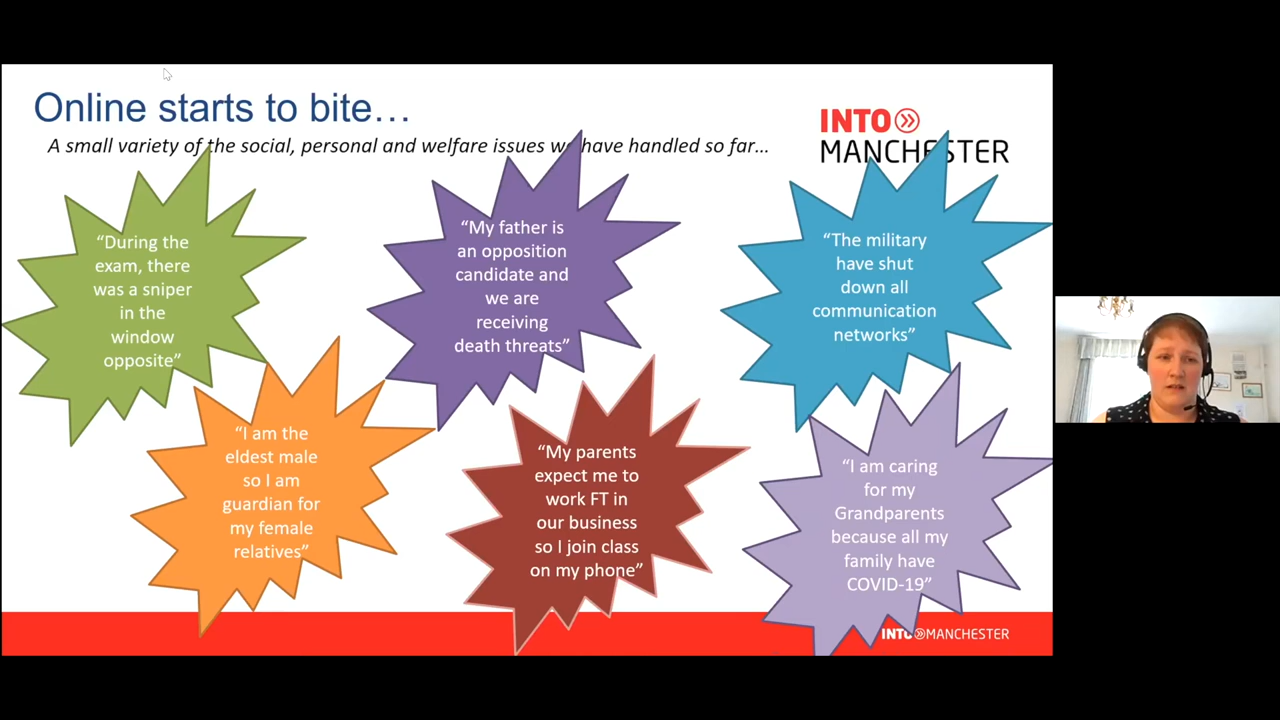 Online starts to bite…
A small variety of the social, personal and welfare issues we have handled so far…
INTO
MANCHESTER
“During the
exam, there
was a sniper
in the
window
opposite”
“My father is
an opposition
candidate and
we are
receiving
death threats”
“The military
have shut
down all
communication
networks”
“I am the
eldest male
so I am
guardian for
my female
relatives”
“My parents
expect me to
work FT in
our business
so I join class
on my phone”
“I am caring
for my
Grandparents
because all my
family have
COVID-19”
INTO MANCHESTER